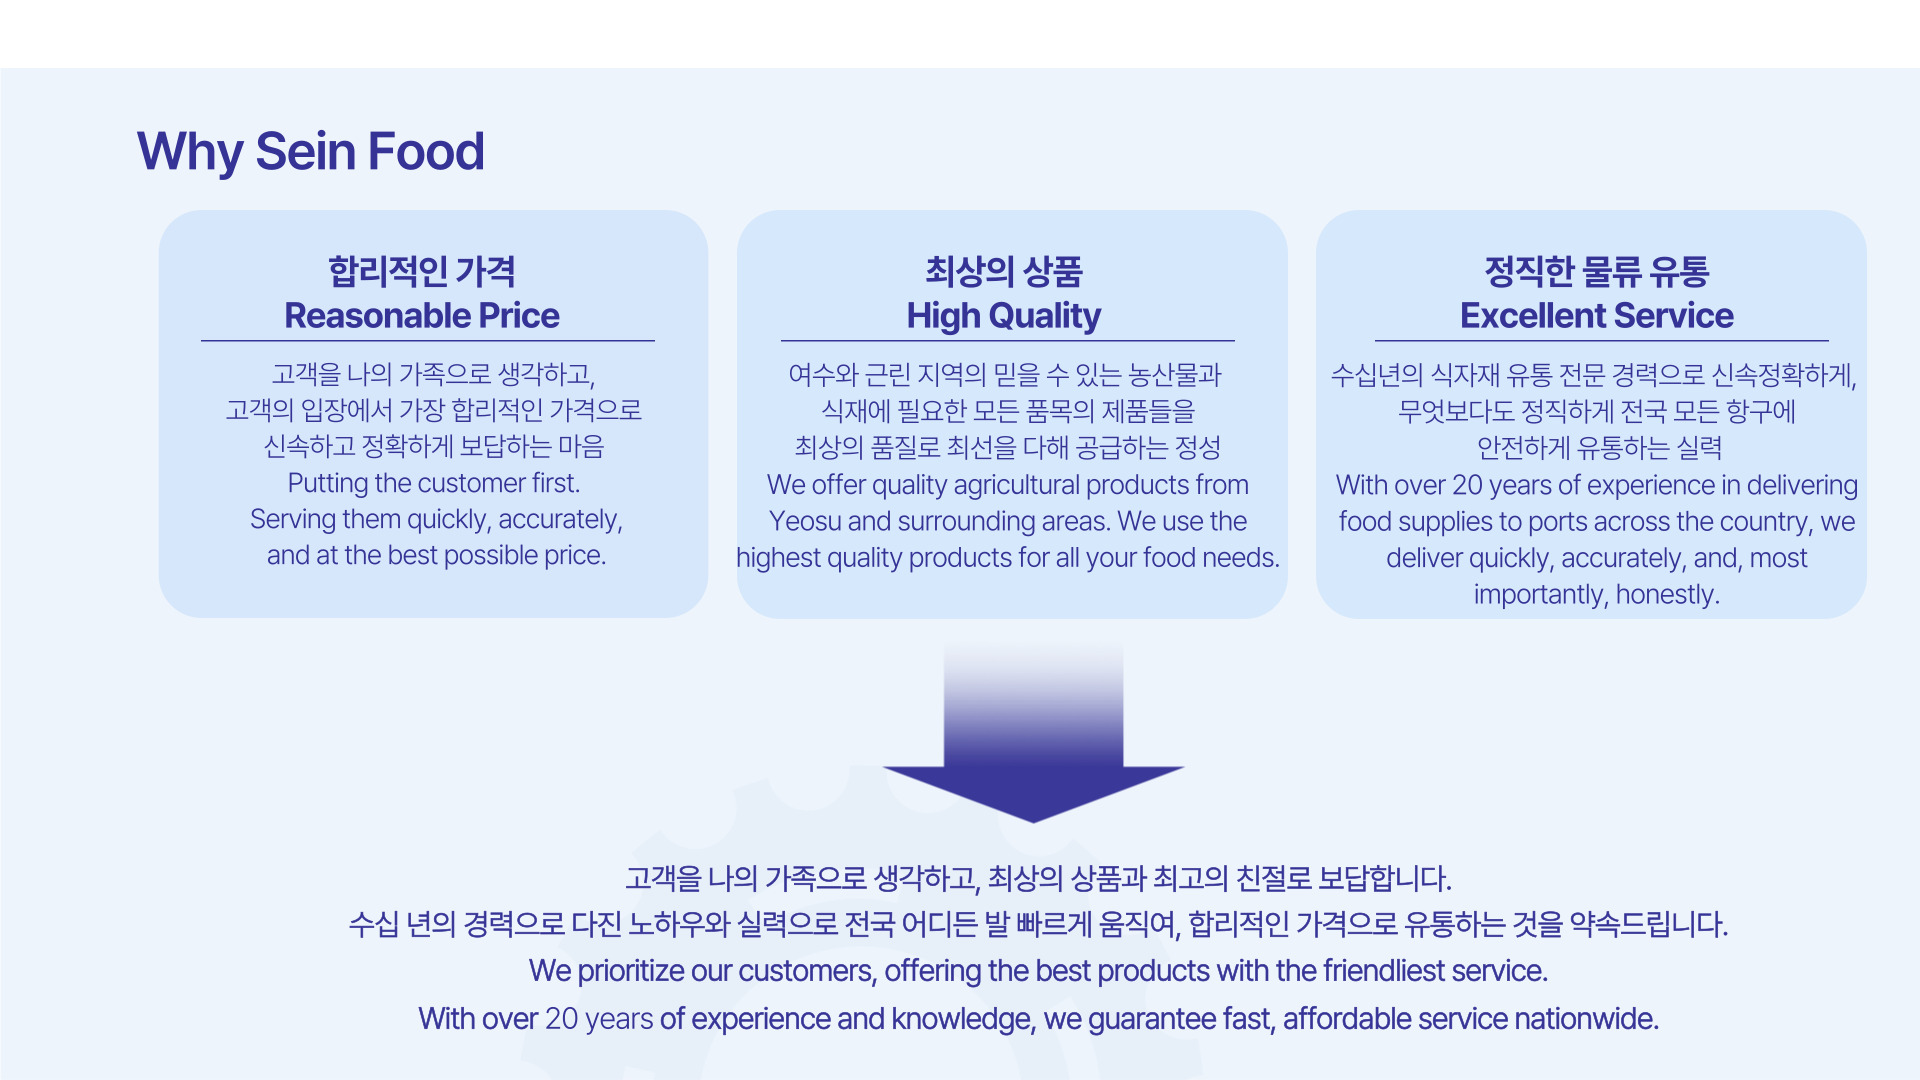 Why Sein Food
합리적인 가격
Reasonable Price
고객을 나의 가족으로 생각하고,
고객의 입장에서 가장 합리적인 가격으로
신속하고 정확하게 보답하는 마음
Putting the customer first.
Serving them quickly, accurately,
and at the best possible price.
최상의 상품
High Quality
여수와 근린 지역의 믿을 수 있는 농산물과
식재에 필요한 모든 품목의 제품들을
최상의 품질로 최선을 다해 공급하는 정성
We offer quality agricultural products from
Yeosu and surrounding areas. We use the
highest quality products for all your food needs.
정직한 물류 유통
Excellent Service
수십년의 식자재 유통 전문 경력으로 신속정확하게,
무엇보다도 정직하게 전국 모든 항구에
안전하게 유통하는 실력
With over 20 years of experience in delivering
food supplies to ports across the country, we
deliver quickly, accurately, and, most
importantly, honestly.
고객을 나의 가족으로 생각하고, 최상의 상품과 최고의 친절로 보답합니다.
수십 년의 경력으로 다진 노하우와 실력으로 전국 어디든 발 빠르게 움직여, 합리적인 가격으로 유통하는 것을 약속드립니다.
We prioritize our customers, offering the best products with the friendliest service.
With over 20 years of experience and knowledge, we guarantee fast, affordable service nationwide.